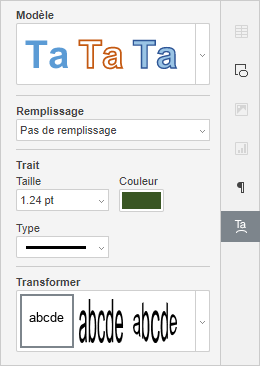 Modèle
Ta Ta Ta
Remplissage
Pas de remplissage
Trait
Taille Couleur
1.24 pt
Type
Ta
Transformer
abcde abcde abcde